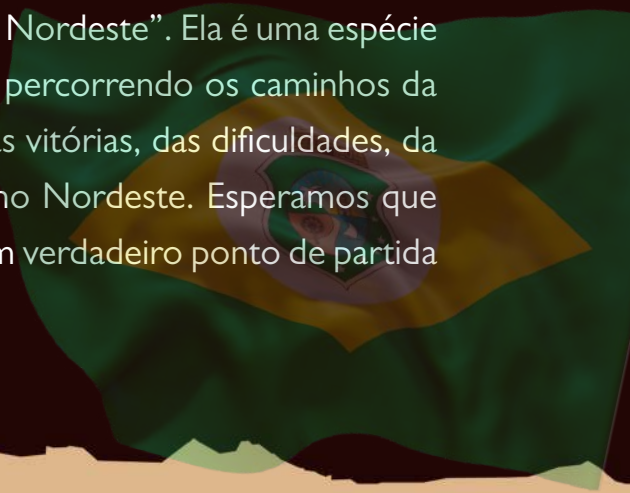 Nordeste”. Ela é uma espécie
percorrendo os caminhos da
vitórias, das dificuldades, da
Nordeste. Esperamos que
verdadeiro ponto de partida